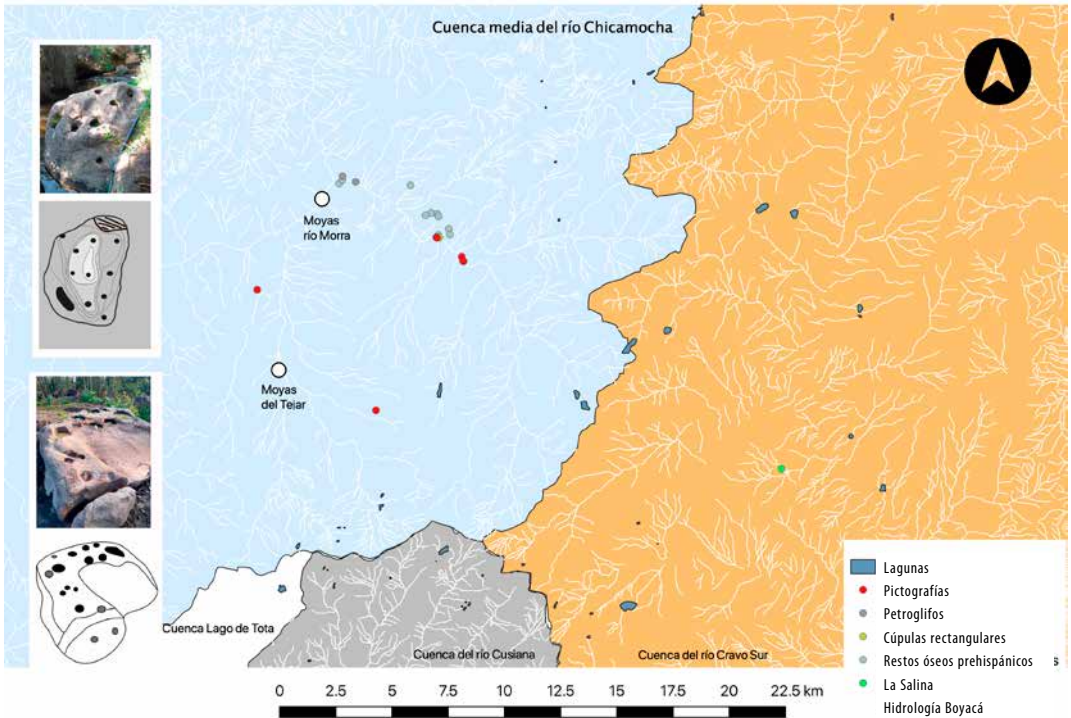 Cuenca media del río Chicamocha
Moyas
río Morra
Moyas
del Tejar
Cuenca Lago de Tota
Cuenca del río Cusiana
Cuenca del río Cravo Sur
Lagunas
Pictografías
Petroglifos
Cúpulas rectangulares
Restos óseos prehispánicos s
La Salina
Hidrología Boyacá
0 2.5 5 7.5 10 12.5 15 17.5 20 22.5 km